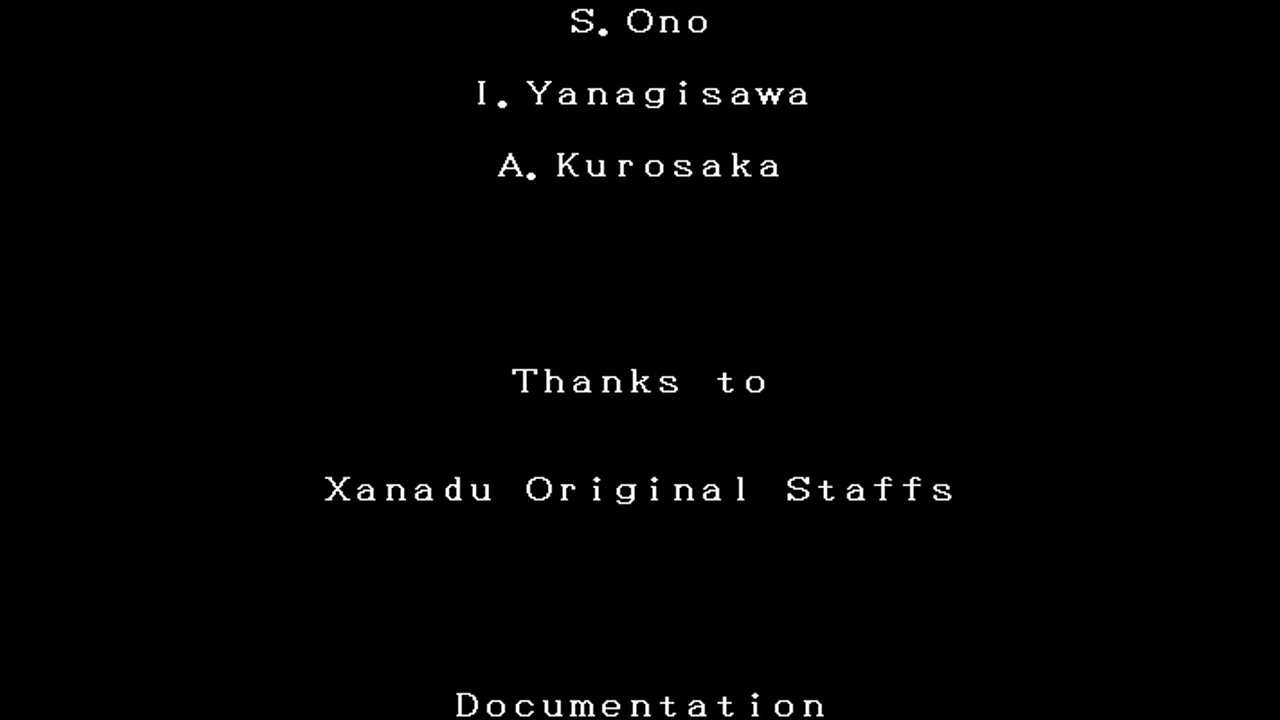 S. Ono
I. Yanagisawa
A. Kurosaka
Thanks to
Xanadu Original Staffs
Documentation